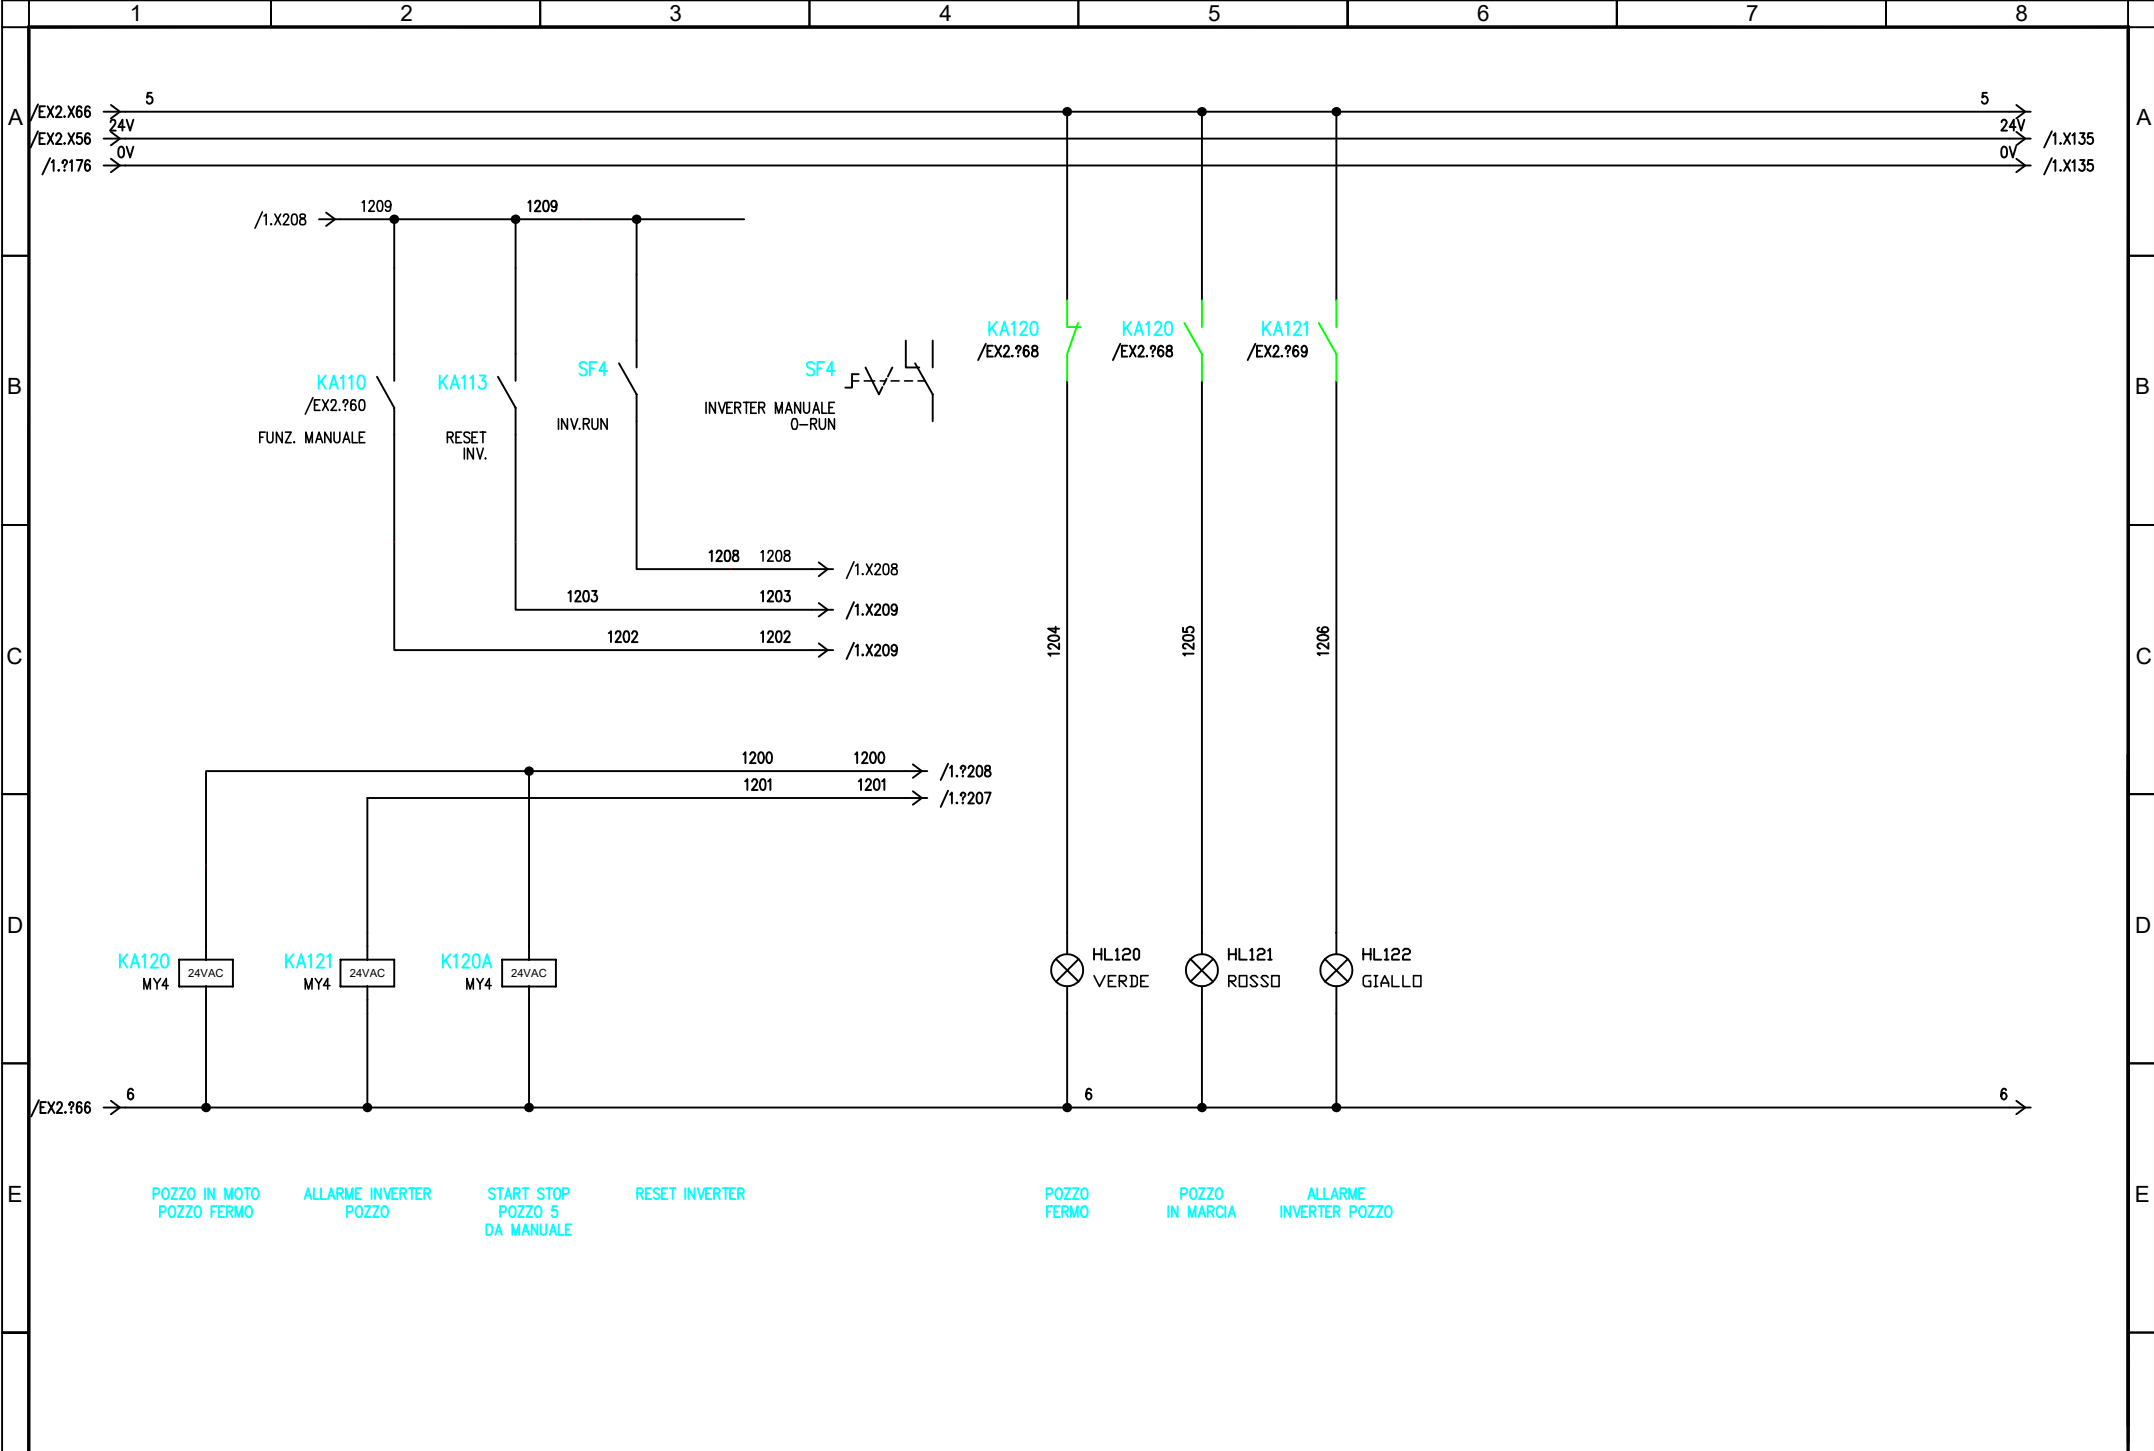 1 2 3 4 5 6 7 8
A A
/EX2.X66 5 5
/EX2.X56 24V 24V /1.X135
/1.?176 0V 0V /1.X135
/1.X208 1209 1209
B B
KA110
/EX2.?60
FUNZ. MANUALE
KA113
RESET
INV.
SF4
INV.RUN
SF4
INVERTER MANUALE
0-RUN
KA120
/EX2.?68
KA120
/EX2.?68
KA121
/EX2.?69
C C
1208 1208 /1.X208
1203 1203 /1.X209
1202 1202 /1.X209
1204
1205
1206
1200 1200 /1.?208
1201 1201 /1.?207
D D
KA120
MY4
24VAC
KA121
MY4
24VAC
K120A
MY4
24VAC
HL120
VERDE
HL121
ROSSO
HL122
GIALLO
/EX2.?66 6 6 6
E E
POZZO IN MOTO
POZZO FERMO
ALLARME INVERTER
POZZO
START STOP
POZZO 5
DA MANUALE
RESET INVERTER
POZZO
FERMO
POZZO
IN MARCIA
ALLARME
INVERTER POZZO